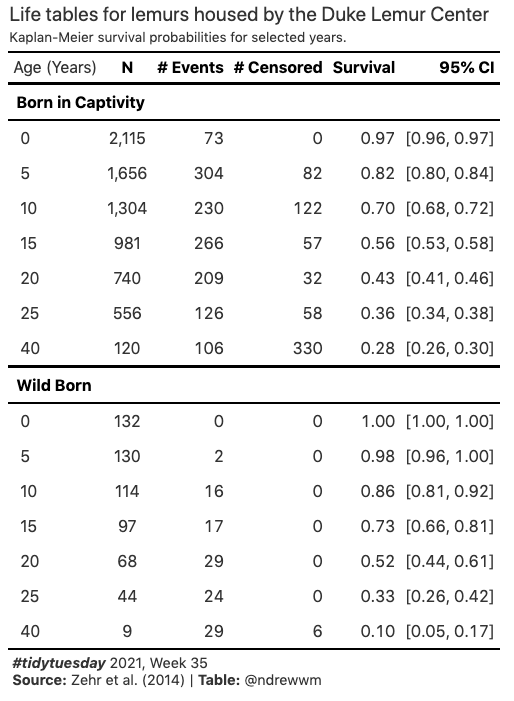 Life tables for lemurs housed by the Duke Lemur Center
Kaplan-Meier survival probabilities for selected years.
Age (Years) N # Events # Censored Survival 95% CI
Born in Captivity
0 2,115 73 0 0.97 [0.96, 0.97]
5 1,656 304 82 0.82 [0.80, 0.84]
10 1,304 230 122 0.70 [0.68, 0.72]
15 981 266 57 0.56 [0.53, 0.58]
20 740 209 32 0.43 [0.41, 0.46]
25 556 126 58 0.36 [0.34, 0.38]
40 120 106 330 0.28 [0.26, 0.30]
Wild Born
0 132 0 0 1.00 [1.00, 1.00]
5 130 2 0 0.98 [0.96, 1.00]
10 114 16 0 0.86 [0.81, 0.92]
15 97 17 0 0.73 [0.66, 0.81]
20 68 29 0 0.52 [0.44, 0.61]
25 44 24 0 0.33 [0.26, 0.42]
40 9 29 6 0.10 [0.05, 0.17]
#tidytuesday 2021, Week 35
Source: Zehr et al. (2014) | Table: @ndrewwm